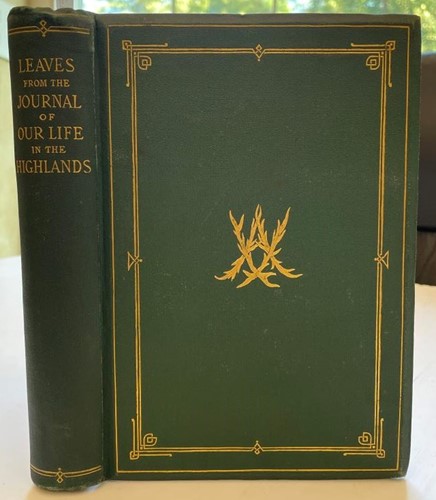 LEAVES
FROM THE
JOURNAL
OF
OUR LIFE
IN THE
HIGHLANDS